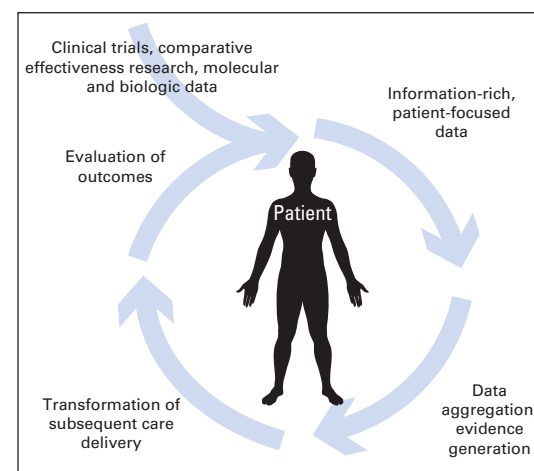 Clinical trials, comparative
effectiveness research, molecular
and biologic data
Information-rich,
patient-focused
data
Evaluation of
outcomes
Patient
Transformation of
subsequent care
delivery
Data
aggregation,
evidence
generation